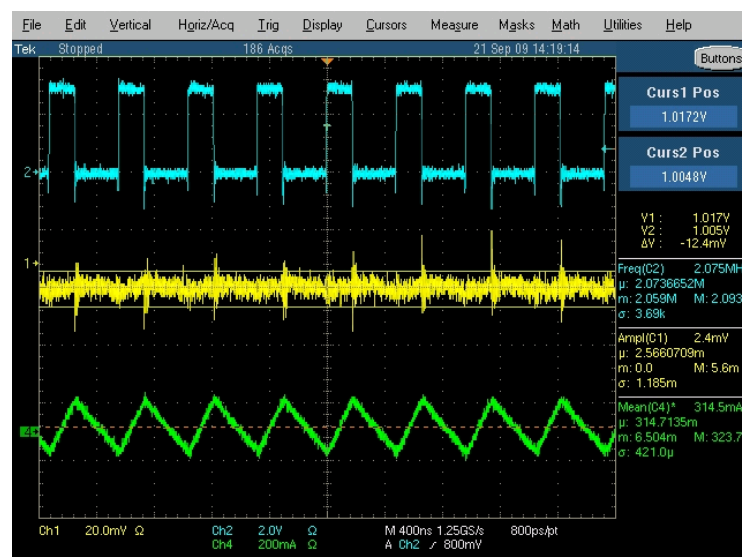 File Edit Vertical Horiz/Acq Trig Display Cursors Measure Masks Math Utilities Help
Tek Stopped 186 Acqs 21 Sep 09 14:19:14
Buttons
Curs1 Pos
1.0172V
Curs2 Pos
1.0048V
V1 : 1.017V
V2 : 1.005V
ΔV : -12.4mV
Freq(C2) 2.075MH
µ: 2.0736652M
m: 2.059M M: 2.093
σ: 3.69k
Ampl(C1) 2.4mV
µ: 2.5660709m
m: 0.0 M: 5.6m
σ: 1.185m
Mean(C4)* 314.5mA
µ: 314.7135m
m: 6.504m M: 323.7
σ: 421.0µ
2
1
4
Ch1 20.0mV Ω Ch2 2.0V Ω M 400ns 1.25GS/s 800ps/pt
Ch4 200mA Ω A Ch2 ∕ 800mV